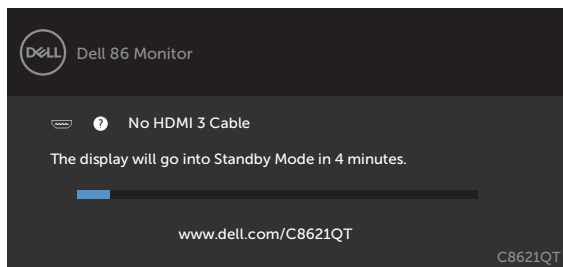 DELL Dell 86 Monitor
? No HDMI 3 Cable
The display will go into Standby Mode in 4 minutes.
www.dell.com/C8621QT
C8621QT